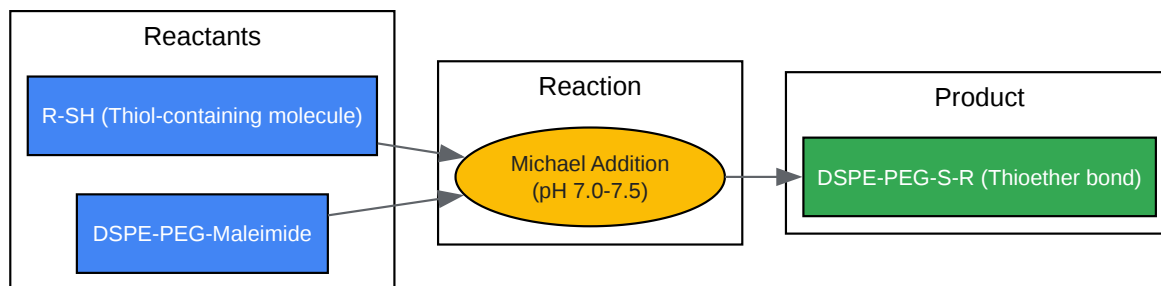 Reactants
R-SH (Thiol-containing molecule)
DSPE-PEG-Maleimide
Reaction
Michael Addition
(pH 7.0-7.5)
Product
DSPE-PEG-S-R (Thioether bond)